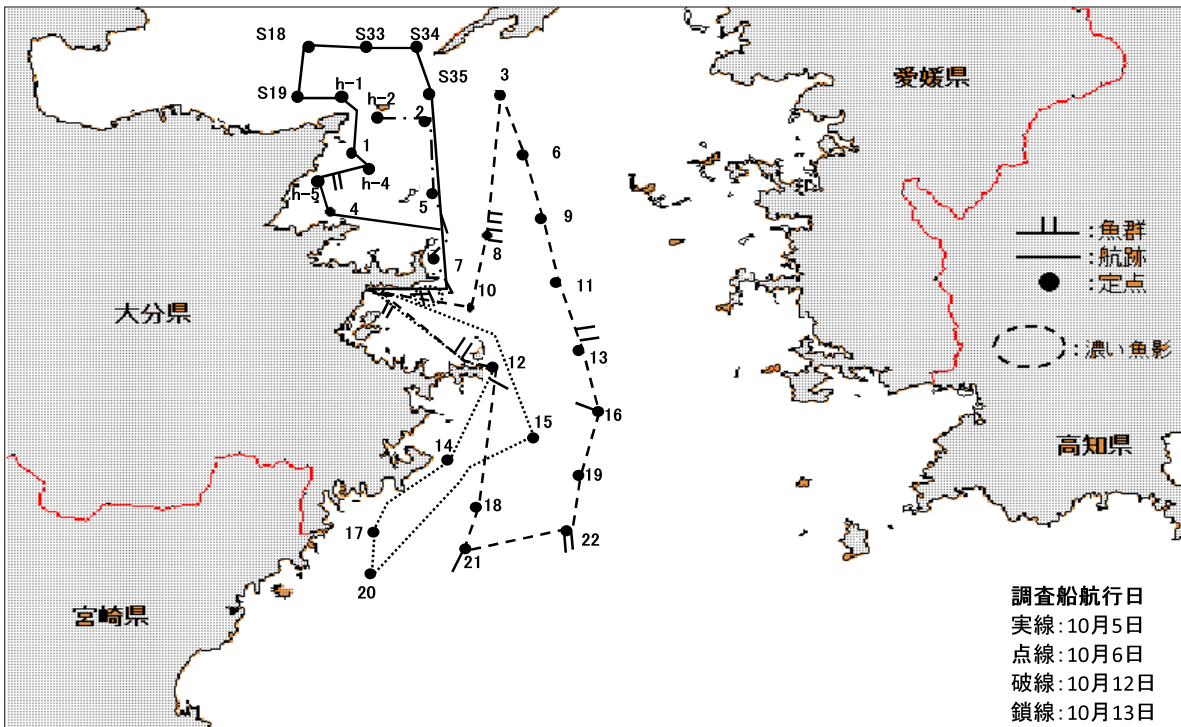 S18
S33
S34
S35
3
愛媛県
S19
h-1
h-2
2
1
6
h-4
h-5
4
5
9
8
：魚群
：航跡
：定点
7
10
11
大分県
13
：濃い魚影
12
16
15
14
高知県
19
18
17
22
21
20
宮崎県
調査船航行日
実線：10月5日
点線：10月6日
破線：10月12日
鎖線：10月13日